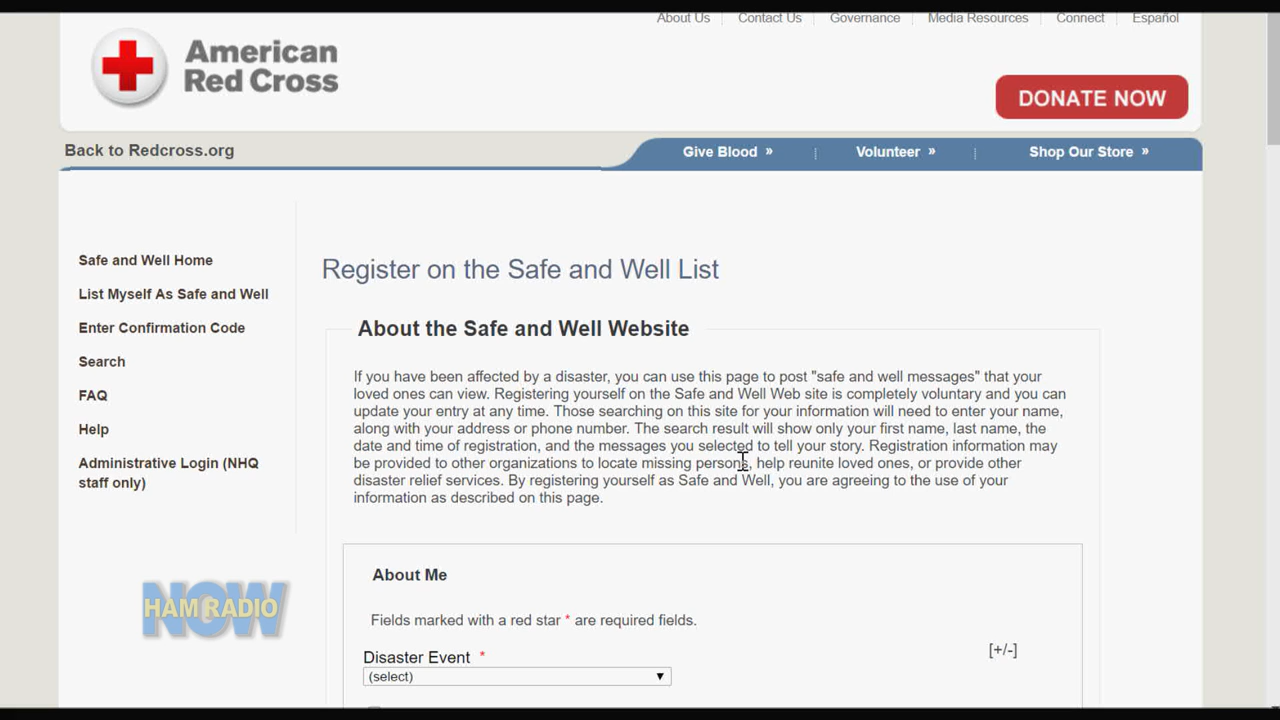 About Us Contact Us Governance Media Resources Connect Español
American
Red Cross
DONATE NOW
Back to Redcross.org
Give Blood » Volunteer » Shop Our Store »
Safe and Well Home
List Myself As Safe and Well
Enter Confirmation Code
Search
FAQ
Help
Administrative Login (NHQ
staff only)
Register on the Safe and Well List
About the Safe and Well Website
If you have been affected by a disaster, you can use this page to post "safe and well messages" that your
loved ones can view. Registering yourself on the Safe and Well Web site is completely voluntary and you can
update your entry at any time. Those searching on this site for your information will need to enter your name,
along with your address or phone number. The search result will show only your first name, last name, the
date and time of registration, and the messages you selected to tell your story. Registration information may
be provided to other organizations to locate missing persons, help reunite loved ones, or provide other
disaster relief services. By registering yourself as Safe and Well, you are agreeing to the use of your
information as described on this page.
About Me
Fields marked with a red star * are required fields.
Disaster Event *
[+/-]
(select)
NOW
HAM RADIO